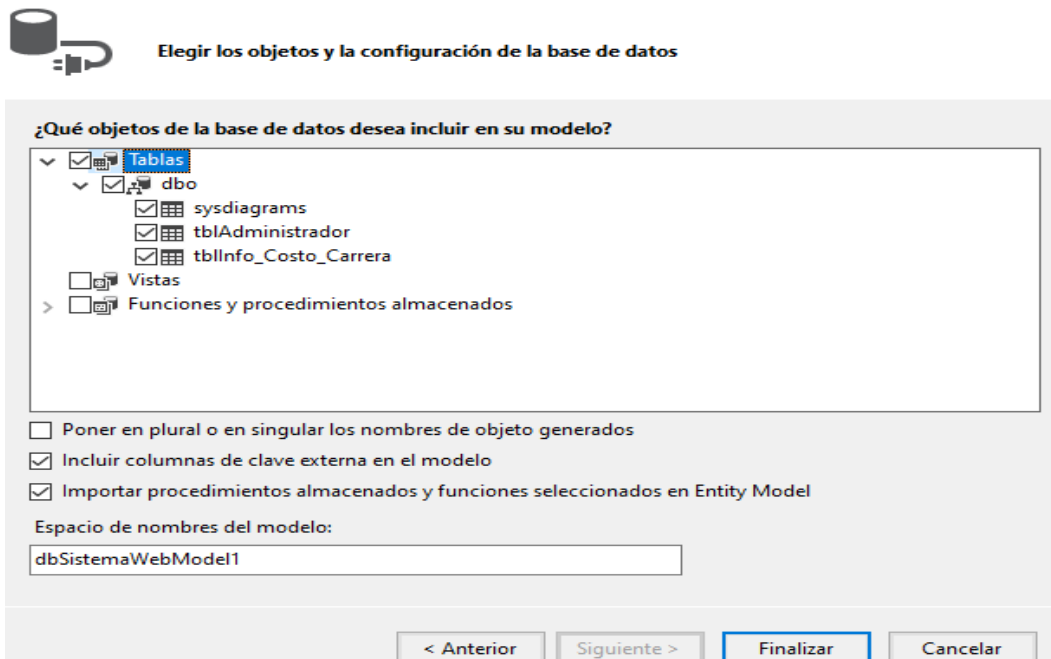 Elegir los objetos y la configuración de la base de datos
¿Qué objetos de la base de datos desea incluir en su modelo?
Tablas
dbo
sysdiagrams
tblAdministrador
tblInfo_Costo_Carrera
Vistas
Funciones y procedimientos almacenados
Poner en plural o en singular los nombres de objeto generados
Incluir columnas de clave externa en el modelo
Importar procedimientos almacenados y funciones seleccionados en Entity Model
Espacio de nombres del modelo:
dbSistemaWebModel1
< Anterior Siguiente > Finalizar Cancelar